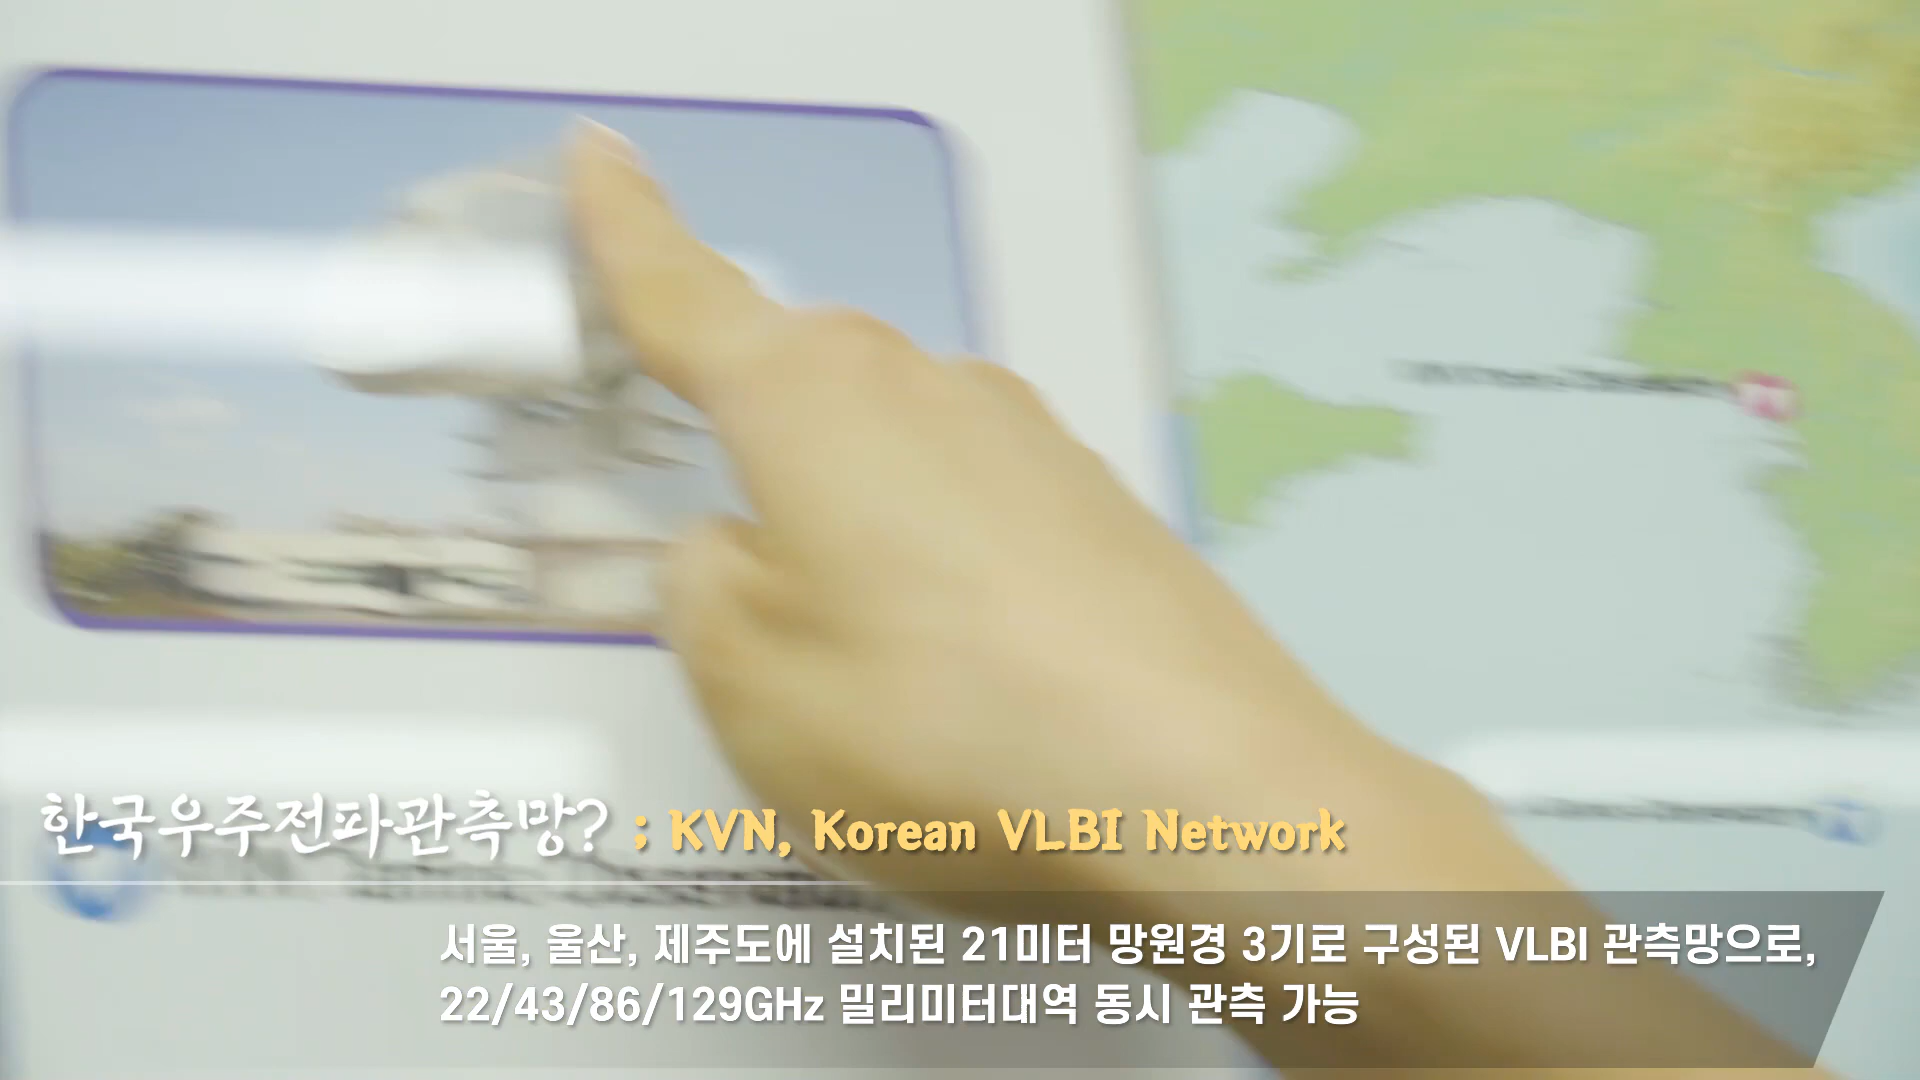 한국우주전파관측망? ; KVN, Korean VLBI Network
서울, 울산, 제주도에 설치된 21미터 망원경 3기로 구성된 VLBI 관측망으로,
22/43/86/129GHz 밀리미터대역 동시 관측 가능